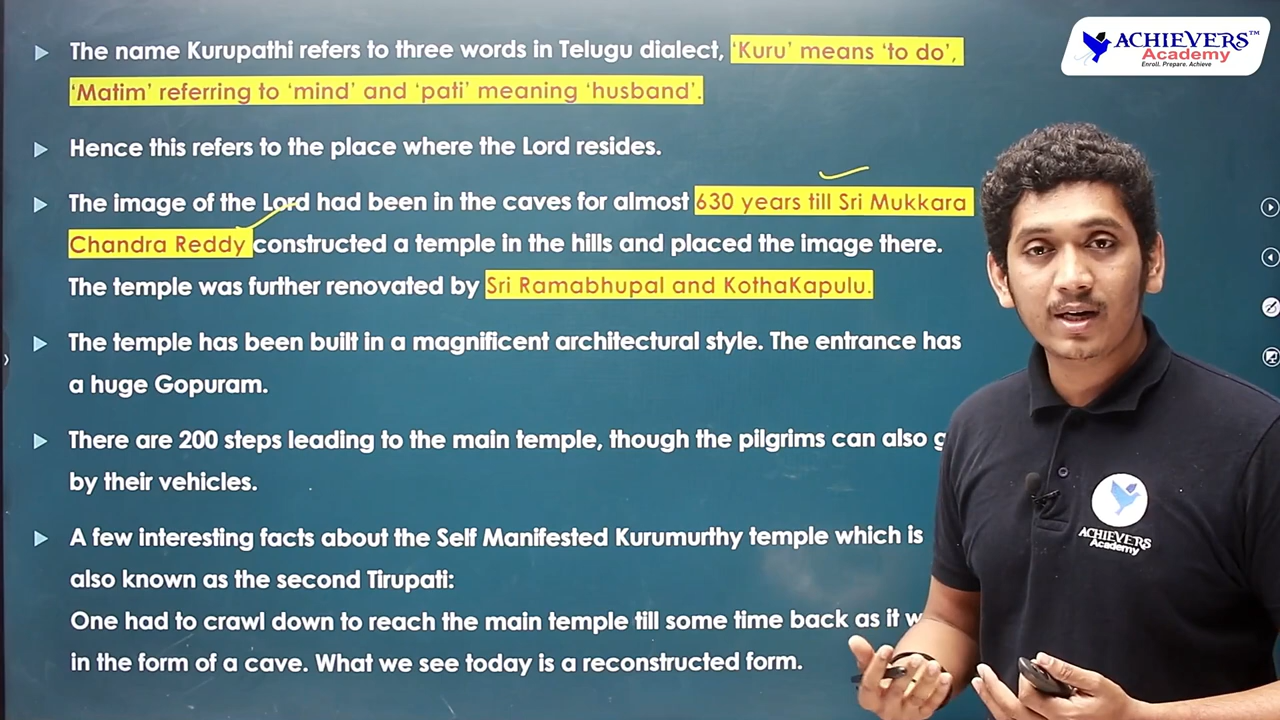 The name Kurupathi refers to three words in Telugu dialect, ‘Kuru’ means ‘to do’,
‘Matim’ referring to ‘mind’ and ‘pati’ meaning ‘husband’.
Hence this refers to the place where the Lord resides.
The image of the Lord had been in the caves for almost 630 years till Sri Mukkara
Chandra Reddy constructed a temple in the hills and placed the image there.
The temple was further renovated by Sri Ramabhupal and KothaKapulu.
The temple has been built in a magnificent architectural style. The entrance has
a huge Gopuram.
There are 200 steps leading to the main temple, though the pilgrims can also
by their vehicles.
A few interesting facts about the Self Manifested Kurumurthy temple which is
also known as the second Tirupati:
One had to crawl down to reach the main temple till some time back as it
in the form of a cave. What we see today is a reconstructed form.
ACHIEVERS™
Academy
Enroll. Prepare. Achieve
ACHIEVERS
Academy